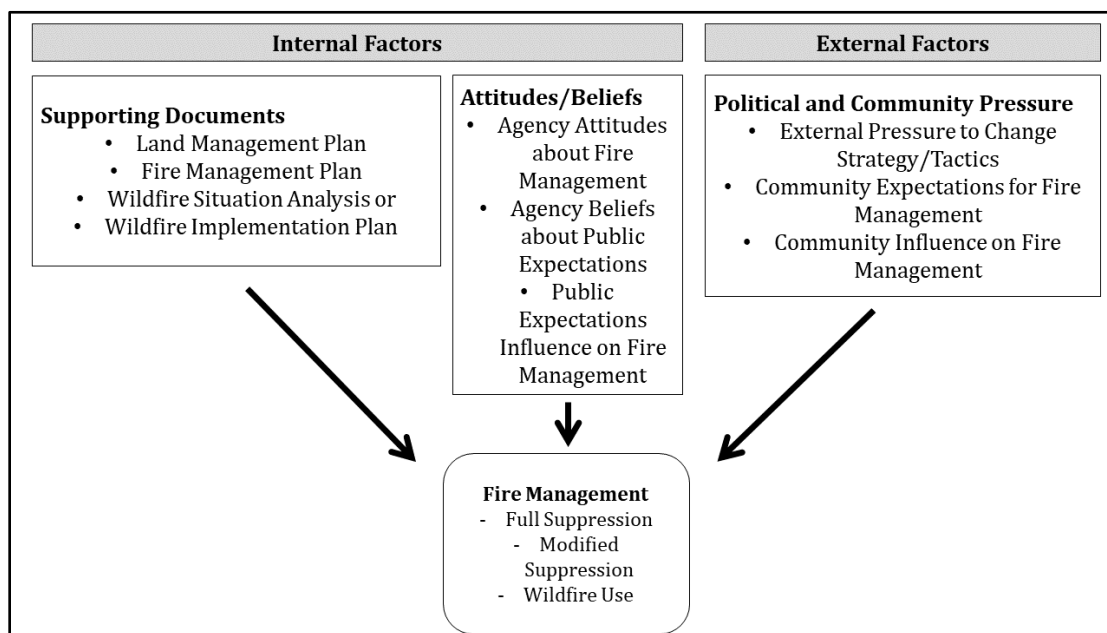 Internal Factors
Supporting Documents
• Land Management Plan
• Fire Management Plan
• Wildfire Situation Analysis or
• Wildfire Implementation Plan
Attitudes/Beliefs
• Agency Attitudes
about Fire
Management
• Agency Beliefs
about Public
Expectations
• Public
Expectations
Influence on Fire
Management
External Factors
Political and Community Pressure
• External Pressure to Change
Strategy/Tactics
• Community Expectations for Fire
Management
• Community Influence on Fire
Management
Fire Management
- Full Suppression
- Modified
Suppression
- Wildfire Use